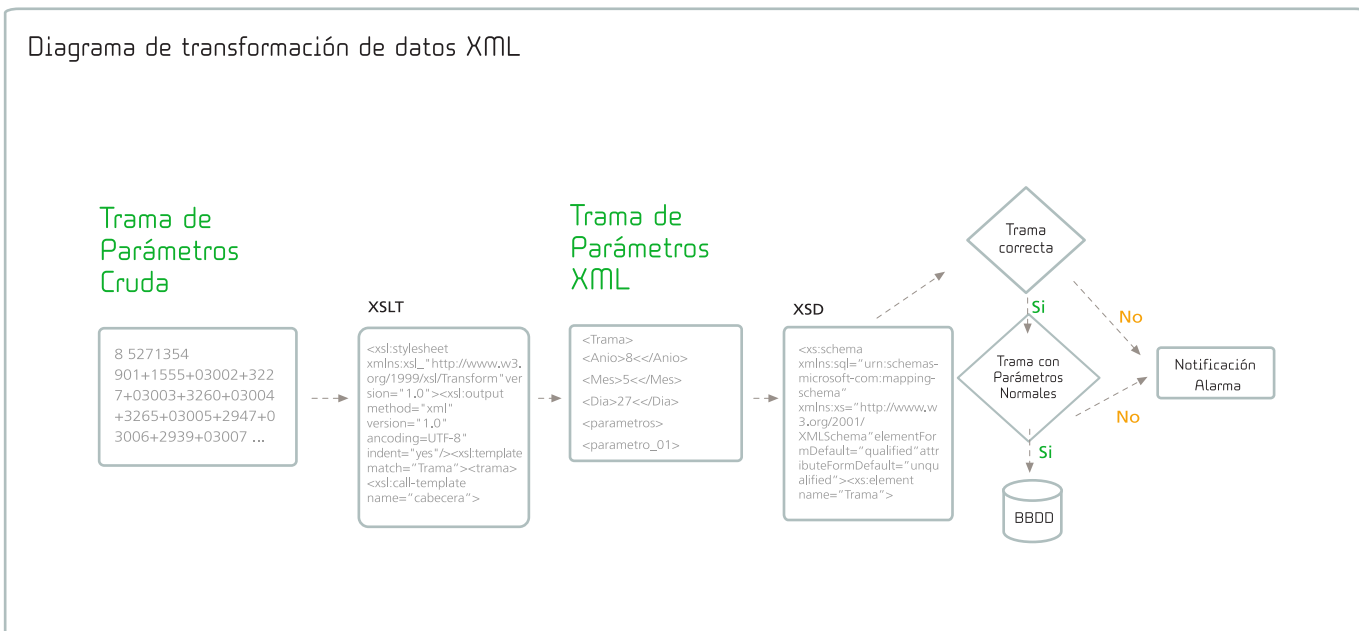 Diagrama de transformación de datos XML
Trama de
Parámetros
Cruda
8 5271354
901+1555+03002+322
7+03003+3260+03004
+3265+03005+2947+0
3006+2939+03007 ...
XSLT
<xsl:stylesheet
xmlns:xsl_"http://www.w3.
org/1999/xsl/Transform"ver
sion="1.0"><xsl:output
method="xml"
version="1.0"
ancoding=UTF-8"
indent="yes"/><xsl:template
match="Trama"><trama>
<xsl:call-template
name="cabecera">
Trama de
Parámetros
XML
<Trama>
<Anio>8<</Anio>
<Mes>5<</Mes>
<Dia>27<</Dia>
<parametros>
<parametro_01>
XSD
<xs:schema
xmlns:sql="urn:schemas-
microsoft-com:mapping-
schema"
xmlns:xs="http://www.w
3.org/2001/
XMLSchema"elementFor
mDefault="qualified"attr
ibuteFormDefault="unqu
alified"><xs:element
name="Trama">
Trama
correcta
Si
No
Trama con
Parámetros
Normales
No
Si
Notificación
Alarma
BBDD